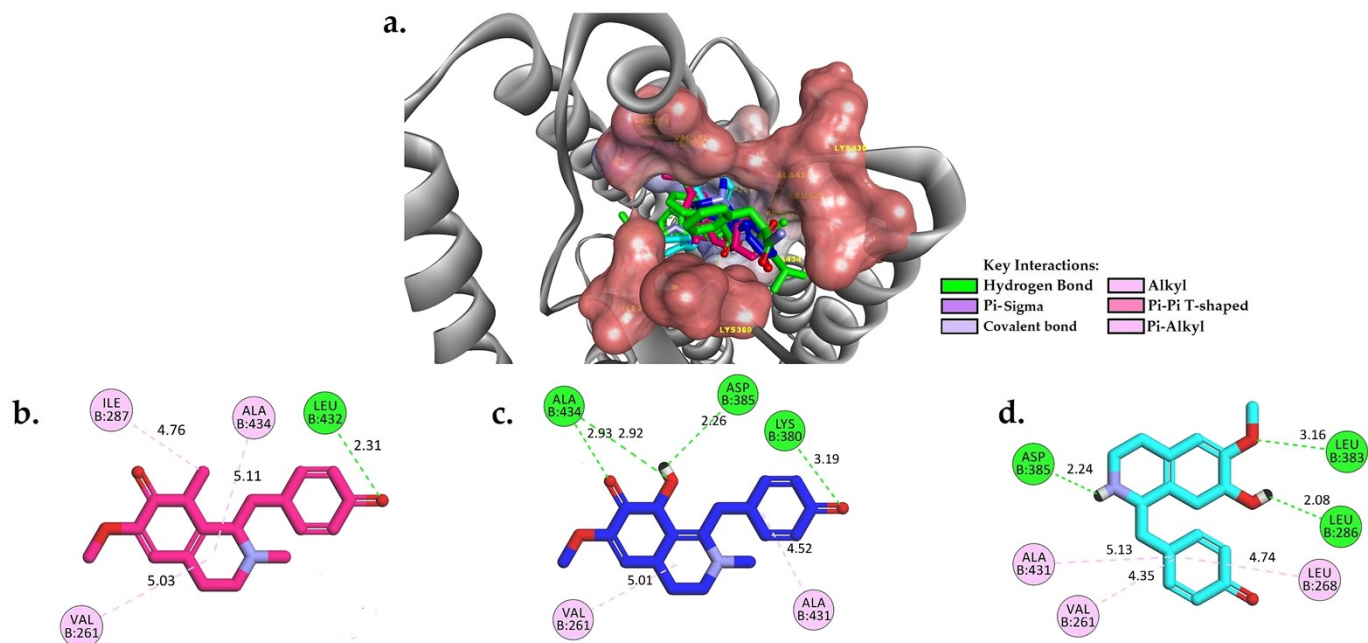 a.
LYS430
LYS380
Key Interactions:
Hydrogen Bond
Alkyl
Pi-Sigma
Pi-Pi T-shaped
Covalent bond
Pi-Alkyl
b.
ILE
B:287
4.76
ALA
B:434
5.11
LEU
B:432
2.31
5.03
VAL
B:261
c.
ALA
B:434
2.93
2.92
ASP
B:385
2.26
LYS
B:380
3.19
4.52
5.01
VAL
B:261
ALA
B:431
d.
3.16
LEU
B:383
ASP
B:385
2.24
2.08
LEU
B:286
ALA
B:431
5.13
4.74
4.35
LEU
B:268
VAL
B:261